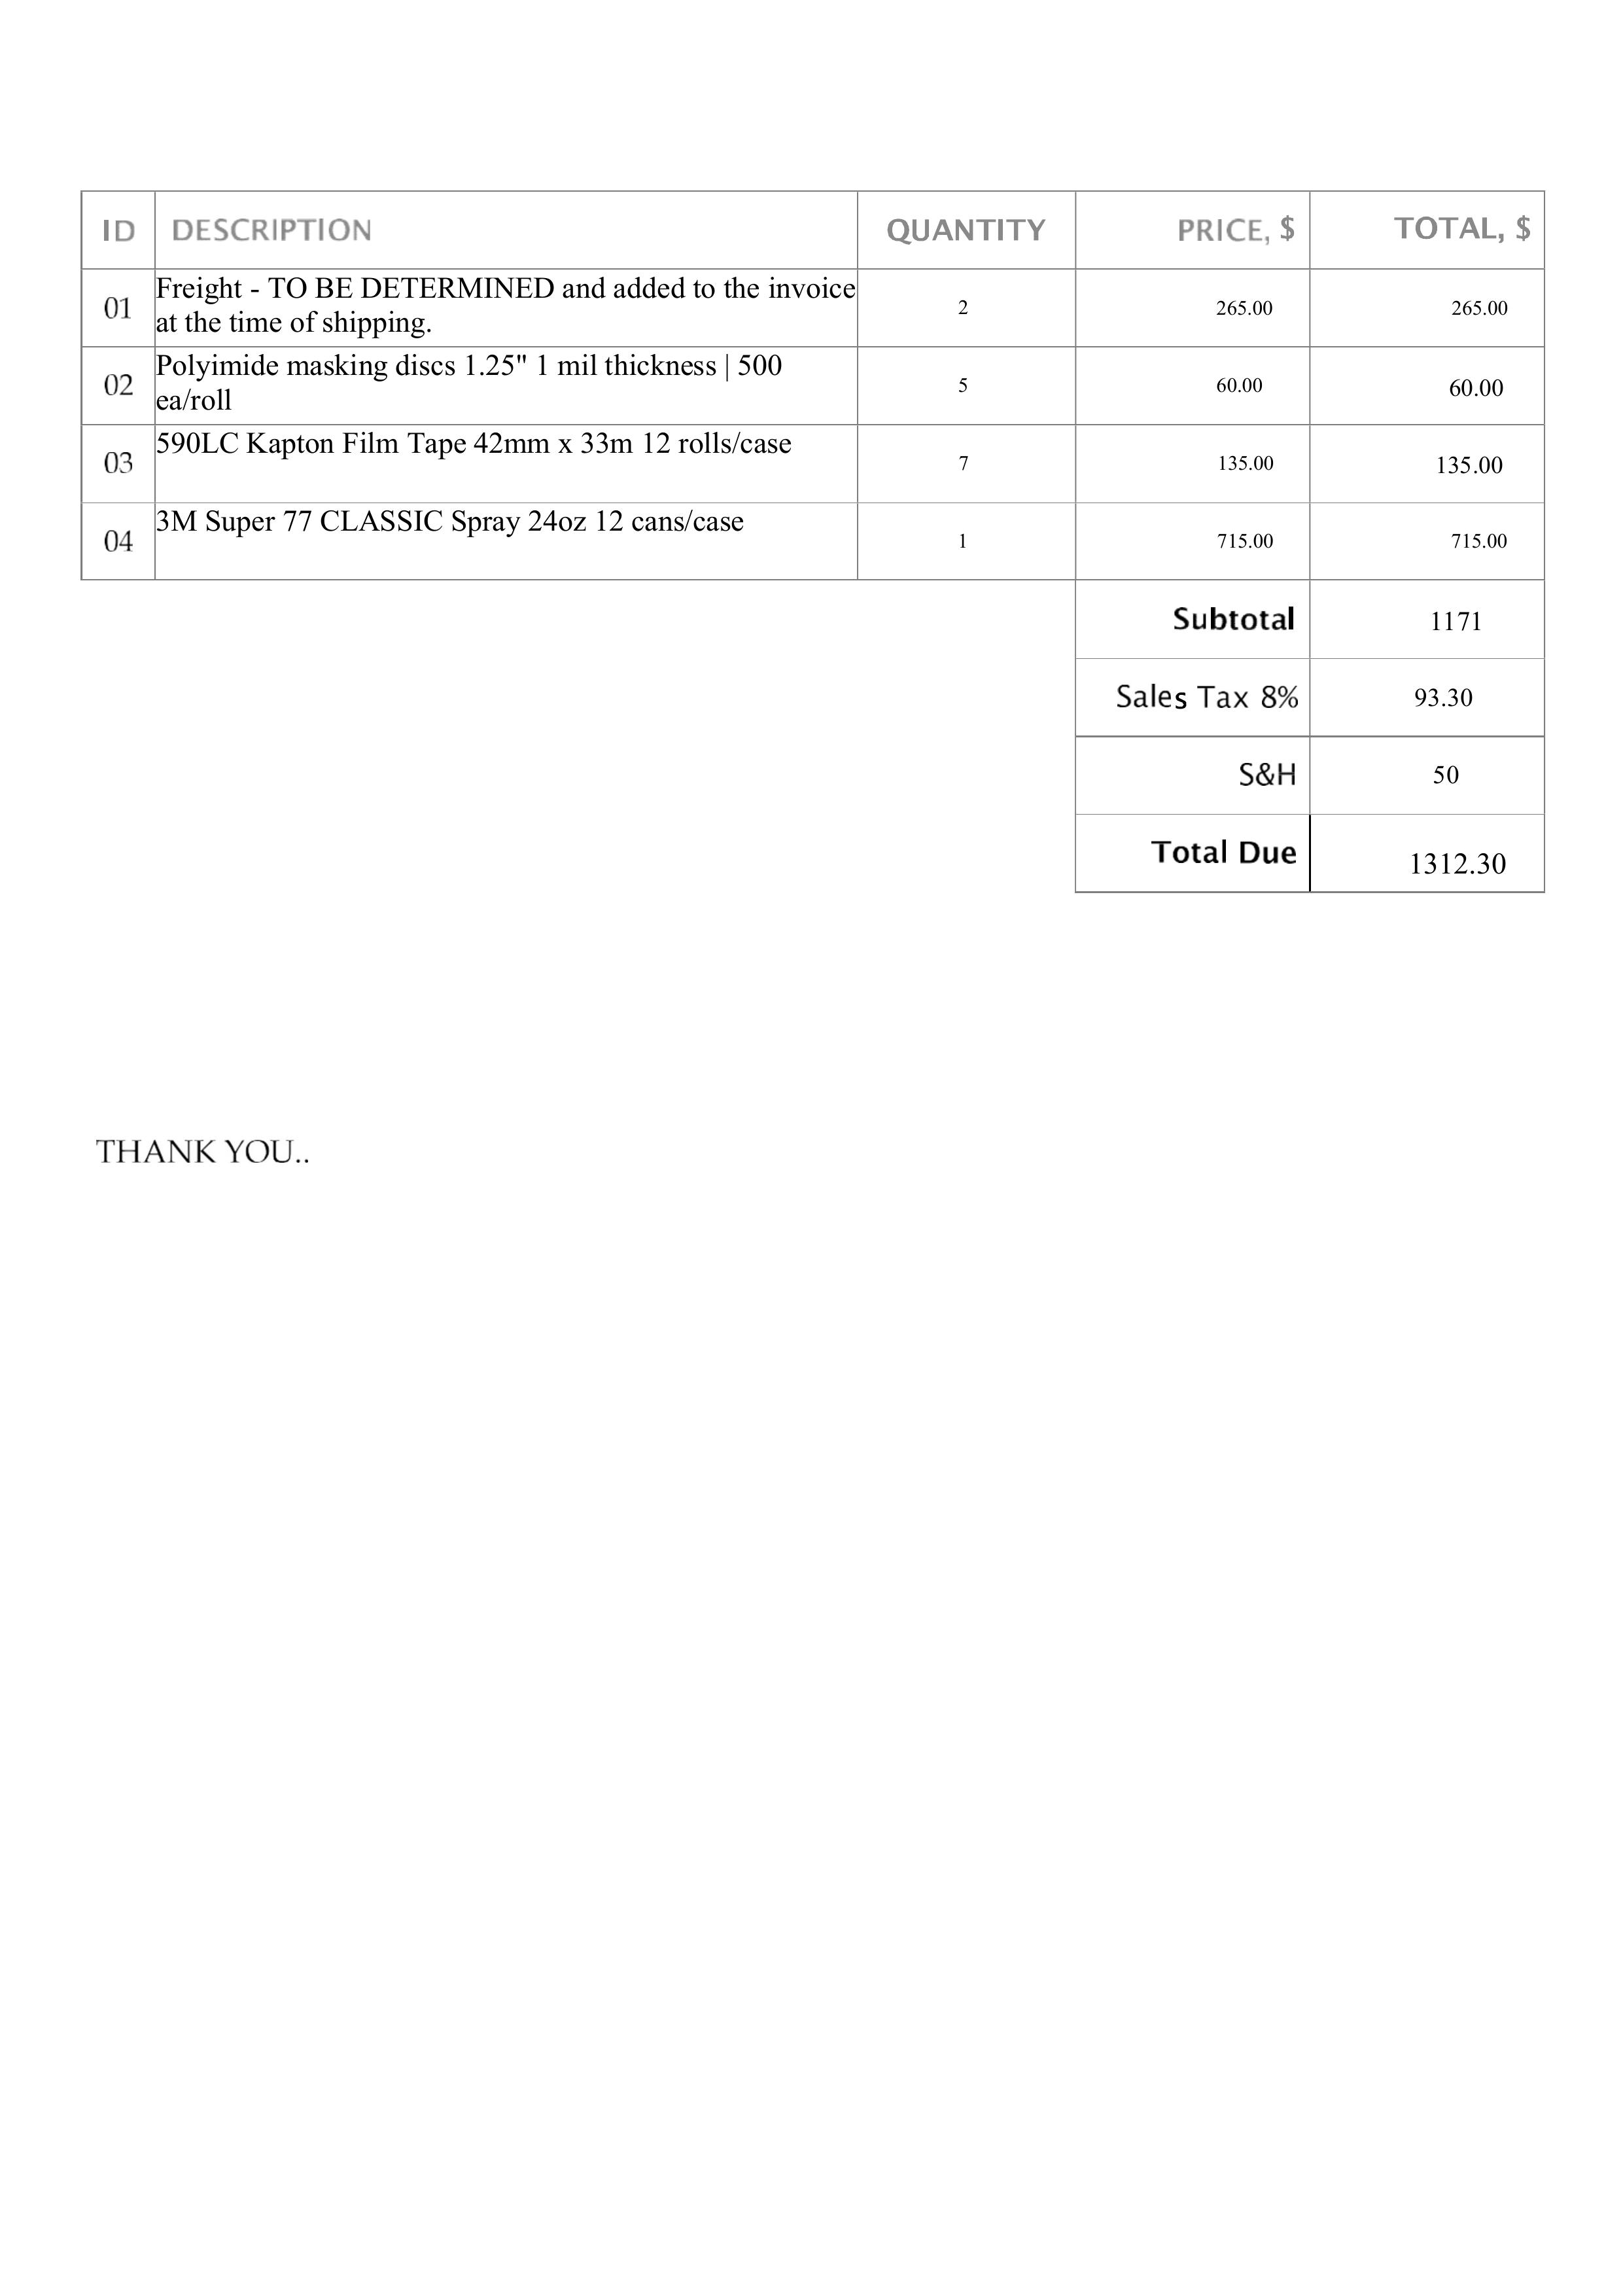 ID DESCRIPTION QUANTITY PRICE, $ TOTAL, $
01 Freight - TO BE DETERMINED and added to the invoice 2 265.00 265.00
at the time of shipping.
02 Polyimide masking discs 1.25" 1 mil thickness | 500 5 60.00 60.00
ea/roll
03 590LC Kapton Film Tape 42mm x 33m 12 rolls/case 7 135.00 135.00
04 3M Super 77 CLASSIC Spray 24oz 12 cans/case 1 715.00 715.00
Subtotal 1171
Sales Tax 8% 93.30
S&H 50
Total Due 1312.30
THANK YOU..